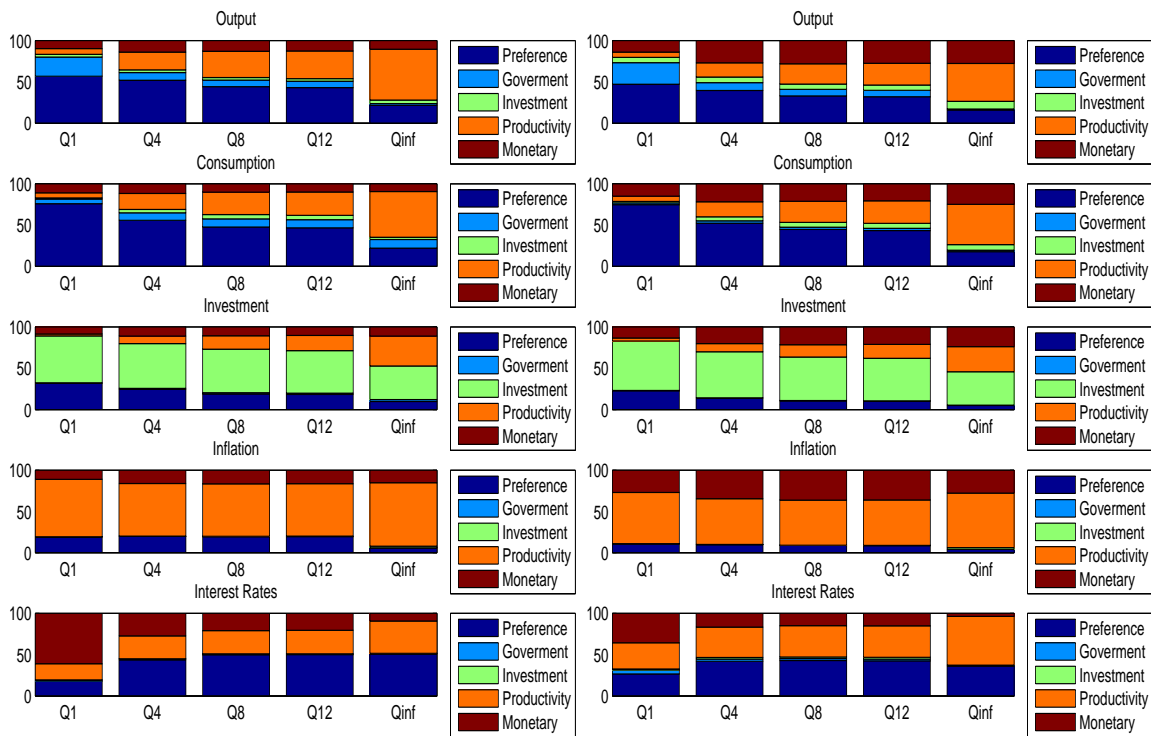 Output
100
50
0
Q1 Q4 Q8 Q12 Qinf
Preference
Goverment
Investment
Productivity
Monetary
Consumption
100
50
0
Q1 Q4 Q8 Q12 Qinf
Preference
Goverment
Investment
Productivity
Monetary
Investment
100
50
0
Q1 Q4 Q8 Q12 Qinf
Preference
Goverment
Investment
Productivity
Monetary
Inflation
100
50
0
Q1 Q4 Q8 Q12 Qinf
Preference
Goverment
Investment
Productivity
Monetary
Interest Rates
100
50
0
Q1 Q4 Q8 Q12 Qinf
Preference
Goverment
Investment
Productivity
Monetary
Output
100
50
0
Q1 Q4 Q8 Q12 Qinf
Preference
Goverment
Investment
Productivity
Monetary
Consumption
100
50
0
Q1 Q4 Q8 Q12 Qinf
Preference
Goverment
Investment
Productivity
Monetary
Investment
100
50
0
Q1 Q4 Q8 Q12 Qinf
Preference
Goverment
Investment
Productivity
Monetary
Inflation
100
50
0
Q1 Q4 Q8 Q12 Qinf
Preference
Goverment
Investment
Productivity
Monetary
Interest Rates
100
50
0
Q1 Q4 Q8 Q12 Qinf
Preference
Goverment
Investment
Productivity
Monetary